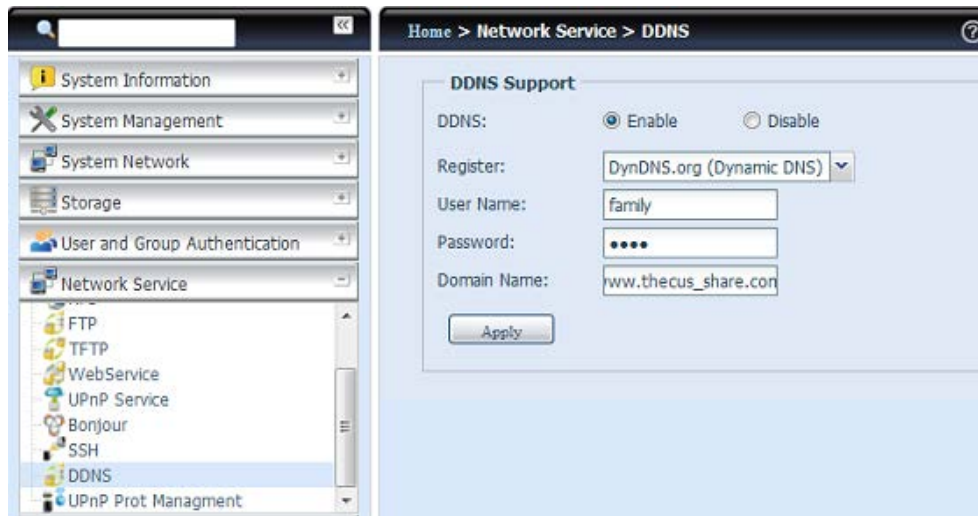 Home > Network Service > DDNS
System Information
System Management
System Network
Storage
User and Group Authentication
Network Service
FTP
TFTP
WebService
UPnP Service
Bonjour
SSH
DDNS
UPnP Prot Managment
DDNS Support
DDNS: Enable Disable
Register: DynDNS.org (Dynamic DNS)
User Name: family
Password: ••••
Domain Name: www.thecus_share.com
Apply